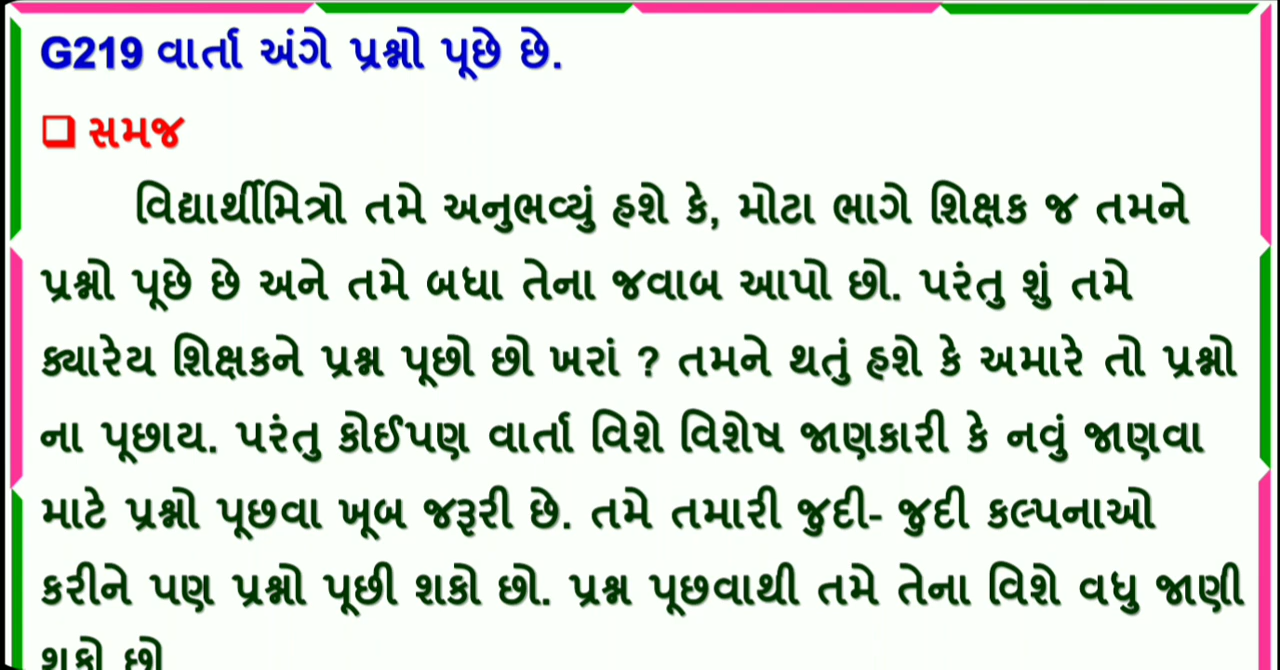 G219 વાર્તા અંગે પ્રશ્નો પૂછે છે.
❑ સમજ
વિદ્યાર્થીમિત્રો તમે અનુભવ્યું હશે કે, મોટા ભાગે શિક્ષક જ તમને
પ્રશ્નો પૂછે છે અને તમે બધા તેના જવાબ આપો છો. પરંતુ શું તમે
ક્યારેય શિક્ષકને પ્રશ્ન પૂછો છો ખરાં ? તમને થતું હશે કે અમારે તો પ્રશ્નો
ના પૂછાય. પરંતુ કોઈપણ વાર્તા વિશે વિશેષ જાણકારી કે નવું જાણવા
માટે પ્રશ્નો પૂછવા ખૂબ જરૂરી છે. તમે તમારી જુદી- જુદી કલ્પનાઓ
કરીને પણ પ્રશ્નો પૂછી શકો છો. પ્રશ્ન પૂછવાથી તમે તેના વિશે વધુ જાણી
શકો છો